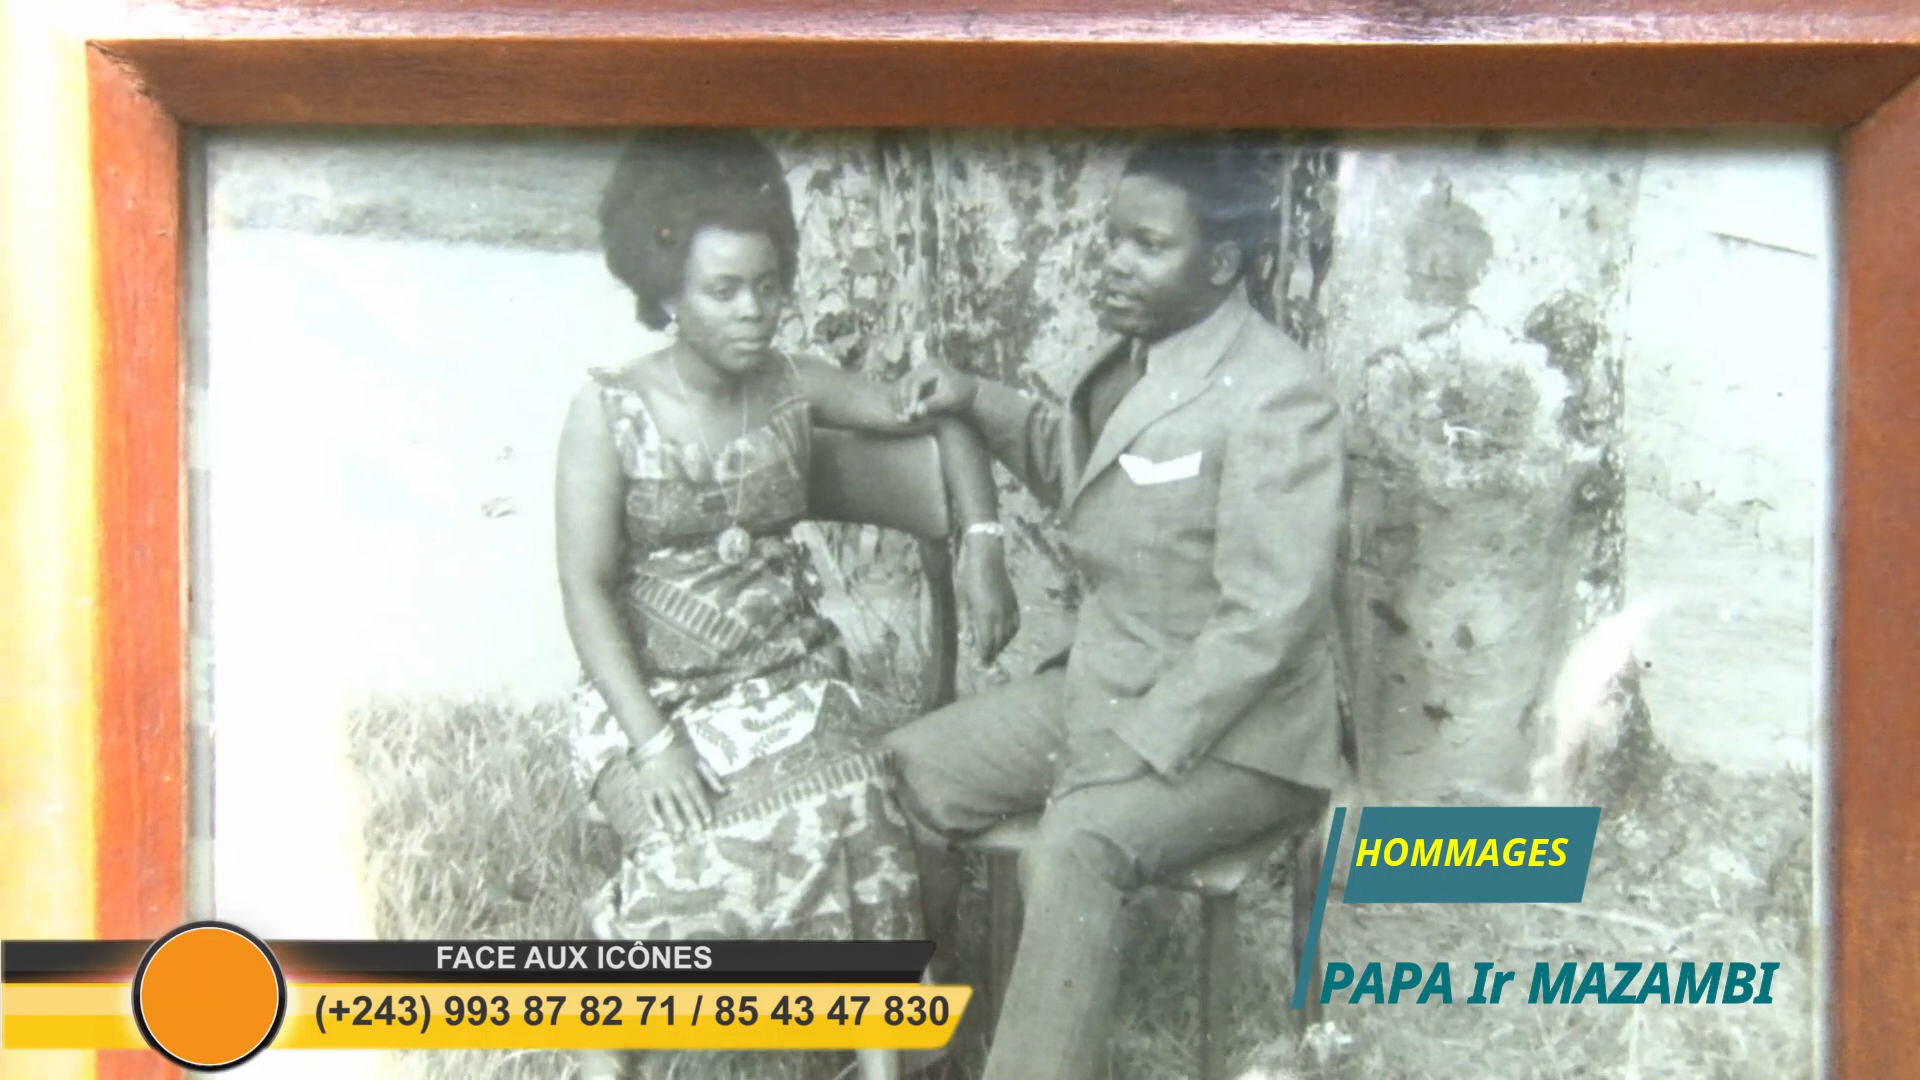 HOMMAGES
PAPA Ir MAZAMBI
FACE AUX ICÔNES
(+243) 993 87 82 71 / 85 43 47 830